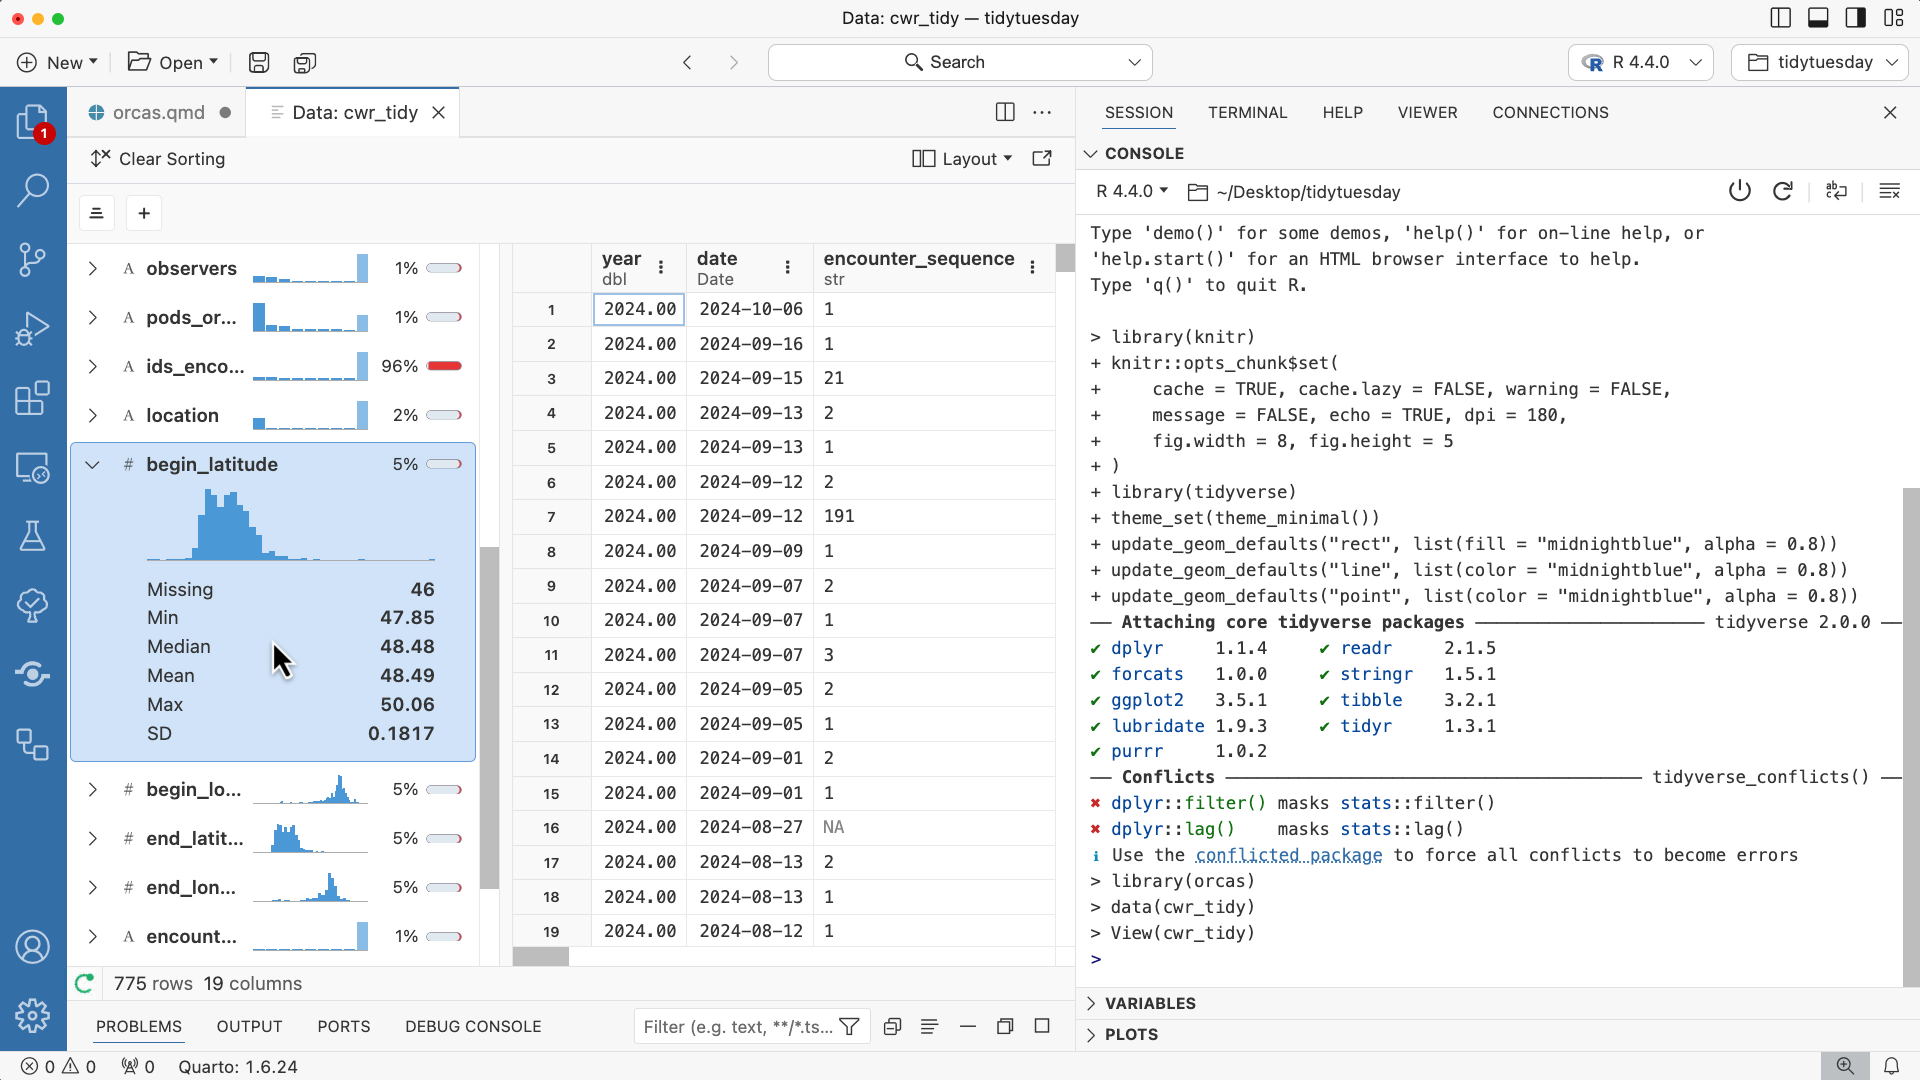 Data: cwr_tidy — tidytuesday
New
Open
Search
R 4.4.0
tidytuesday
1
orcas.qmd
Data: cwr_tidy
Clear Sorting
Layout
observers 1%
pods_or... 1%
ids_enco... 96%
location 2%
begin_latitude 5%
Missing 46
Min 47.85
Median 48.48
Mean 48.49
Max 50.06
SD 0.1817
begin_lo... 5%
end_latit... 5%
end_lon... 5%
encount... 1%
year date encounter_sequence
dbl Date str
1 2024.00 2024-10-06 1
2 2024.00 2024-09-16 1
3 2024.00 2024-09-15 21
4 2024.00 2024-09-13 2
5 2024.00 2024-09-13 1
6 2024.00 2024-09-12 2
7 2024.00 2024-09-12 191
8 2024.00 2024-09-09 1
9 2024.00 2024-09-07 2
10 2024.00 2024-09-07 1
11 2024.00 2024-09-07 3
12 2024.00 2024-09-05 2
13 2024.00 2024-09-05 1
14 2024.00 2024-09-01 2
15 2024.00 2024-09-01 1
16 2024.00 2024-08-27 NA
17 2024.00 2024-08-13 2
18 2024.00 2024-08-13 1
19 2024.00 2024-08-12 1
775 rows 19 columns
PROBLEMS OUTPUT PORTS DEBUG CONSOLE
Filter (e.g. text, **/*.ts...
0 0 0 Quarto: 1.6.24
SESSION TERMINAL HELP VIEWER CONNECTIONS
CONSOLE
R 4.4.0 ~/Desktop/tidytuesday
Type 'demo()' for some demos, 'help()' for on-line help, or
'help.start()' for an HTML browser interface to help.
Type 'q()' to quit R.
> library(knitr)
+ knitr::opts_chunk$set(
+     cache = TRUE, cache.lazy = FALSE, warning = FALSE,
+     message = FALSE, echo = TRUE, dpi = 180,
+     fig.width = 8, fig.height = 5
+ )
+ library(tidyverse)
+ theme_set(theme_minimal())
+ update_geom_defaults("rect", list(fill = "midnightblue", alpha = 0.8))
+ update_geom_defaults("line", list(color = "midnightblue", alpha = 0.8))
+ update_geom_defaults("point", list(color = "midnightblue", alpha = 0.8))
── Attaching core tidyverse packages ────────────────────── tidyverse 2.0.0 ──
✔ dplyr     1.1.4     ✔ readr     2.1.5
✔ forcats   1.0.0     ✔ stringr   1.5.1
✔ ggplot2   3.5.1     ✔ tibble    3.2.1
✔ lubridate 1.9.3     ✔ tidyr     1.3.1
✔ purrr     1.0.2
── Conflicts ──────────────────────────────────────── tidyverse_conflicts() ──
✖ dplyr::filter() masks stats::filter()
✖ dplyr::lag()    masks stats::lag()
ℹ Use the conflicted package to force all conflicts to become errors
> library(orcas)
> data(cwr_tidy)
> View(cwr_tidy)
>
VARIABLES
PLOTS